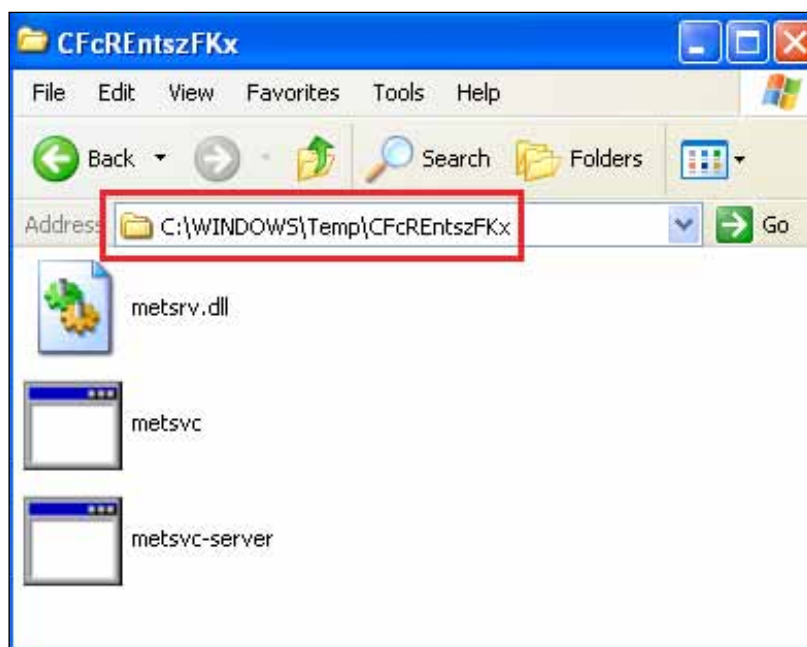 CFcREntszFKx
File Edit View Favorites Tools Help
Back Search Folders
Address C:\WINDOWS\Temp\CFcREntszFKx Go
metsrv.dll
metsvc
metsvc-server